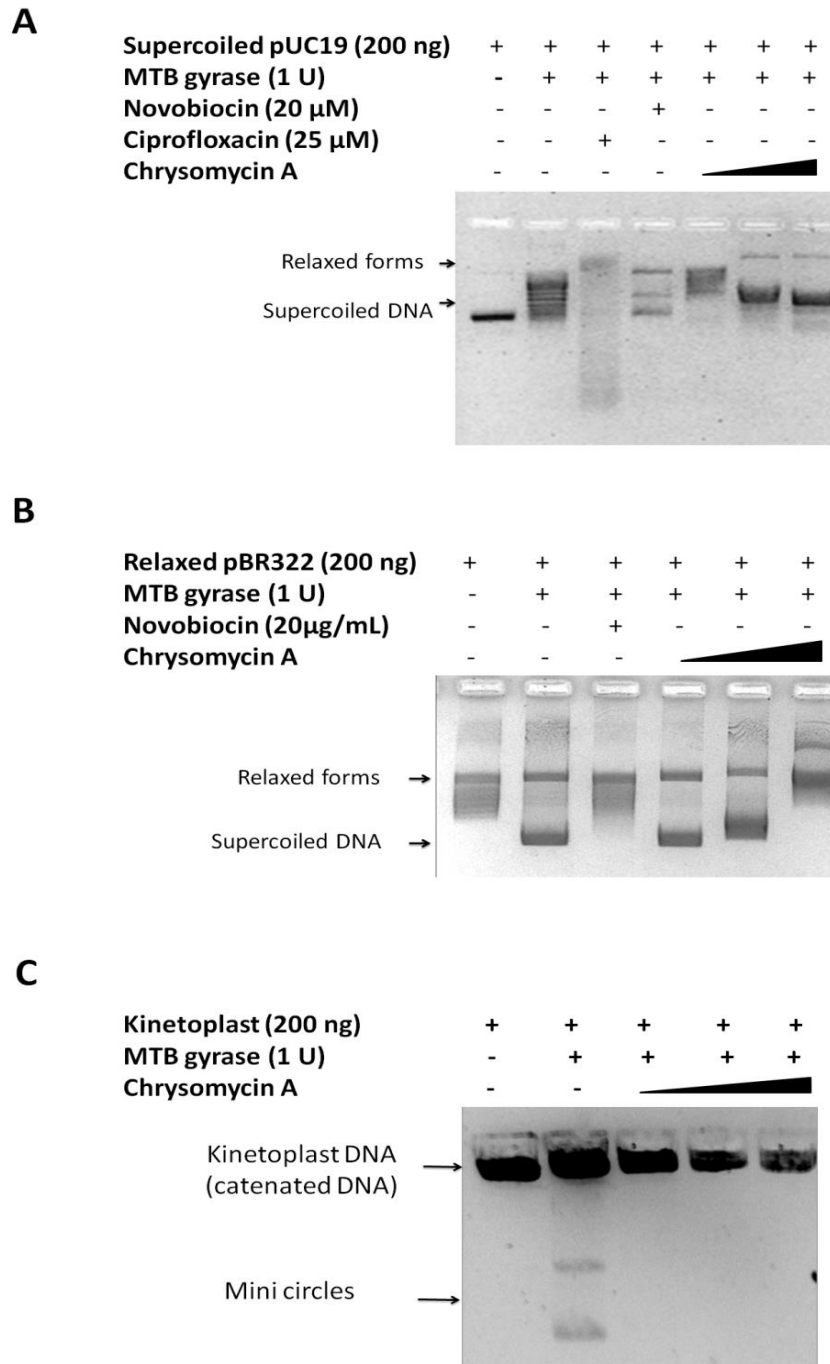 A
Supercoiled pUC19 (200 ng) + + + + + + +
MTB gyrase (1 U) - + + + + + +
Novobiocin (20 μM) - - - + - - -
Ciprofloxacin (25 μM) - - + - - - -
Chrysomycin A - - - -
Relaxed forms
Supercoiled DNA
B
Relaxed pBR322 (200 ng) + + + + + +
MTB gyrase (1 U) - + + + + +
Novobiocin (20μg/mL) - - + - - -
Chrysomycin A - - -
Relaxed forms
Supercoiled DNA
C
Kinetoplast (200 ng) + + + + +
MTB gyrase (1 U) - + + + +
Chrysomycin A - -
Kinetoplast DNA
(catenated DNA)
Mini circles